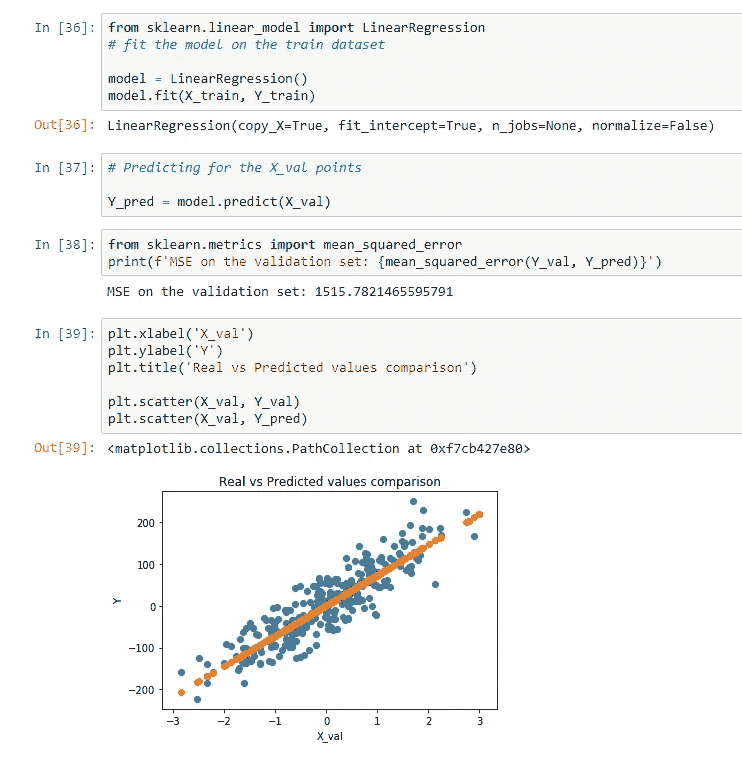 In [36]: from sklearn.linear_model import LinearRegression
# fit the model on the train dataset
model = LinearRegression()
model.fit(X_train, Y_train)
Out[36]: LinearRegression(copy_X=True, fit_intercept=True, n_jobs=None, normalize=False)
In [37]: # Predicting for the X_val points
Y_pred = model.predict(X_val)
In [38]: from sklearn.metrics import mean_squared_error
print(f'MSE on the validation set: {mean_squared_error(Y_val, Y_pred)}')
MSE on the validation set: 1515.7821465595791
In [39]: plt.xlabel('X_val')
plt.ylabel('Y')
plt.title('Real vs Predicted values comparison')
plt.scatter(X_val, Y_val)
plt.scatter(X_val, Y_pred)
Out[39]: <matplotlib.collections.PathCollection at 0xf7cb427e80>
Real vs Predicted values comparison
200
100
Y
0
−100
−200
−3 −2 −1 0 1 2 3
X_val